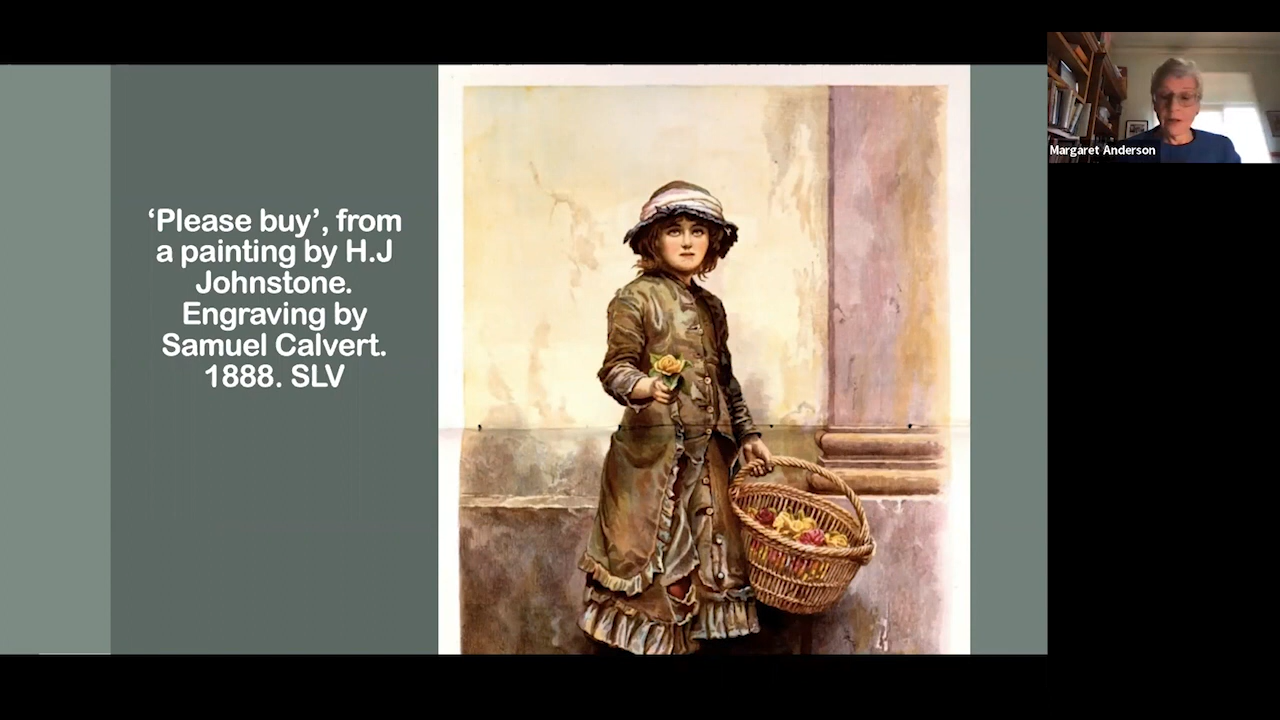 ‘Please buy’, from
a painting by H.J
Johnstone.
Engraving by
Samuel Calvert.
1888. SLV
Margaret Anderson